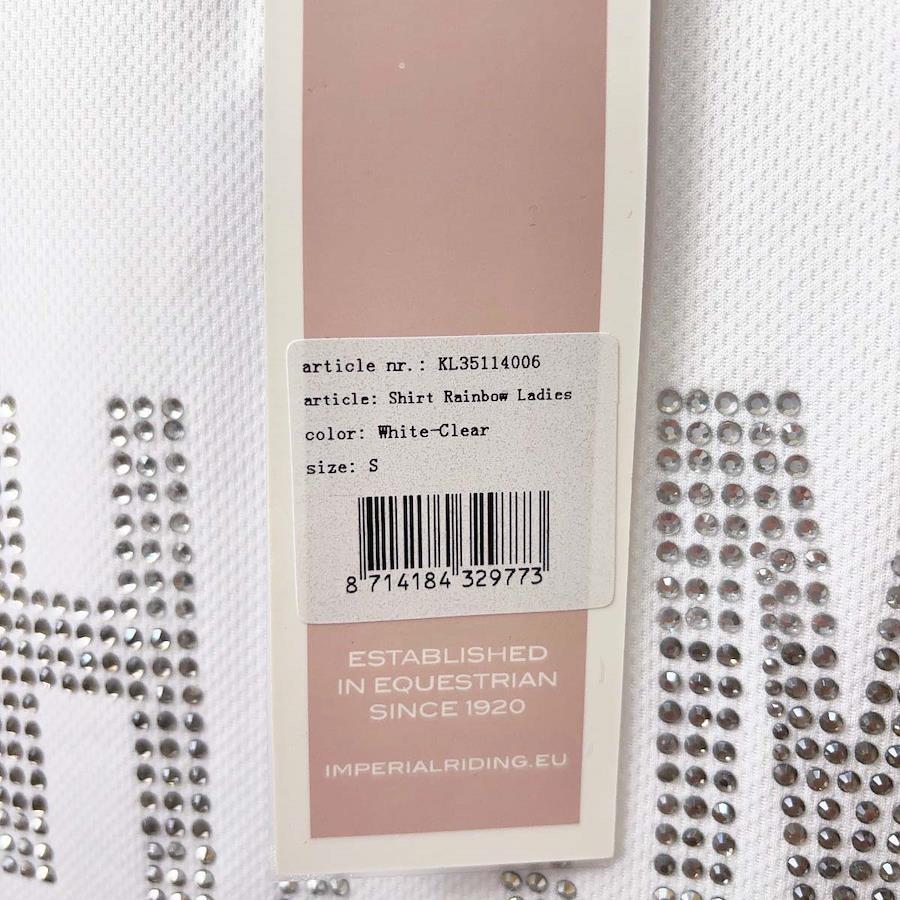 article nr.: KL35114006
article: Shirt Rainbow Ladies
color: White-Clear
size: S
8 714184 329773
ESTABLISHED
IN EQUESTRIAN
SINCE 1920
IMPERIALRIDING.EU